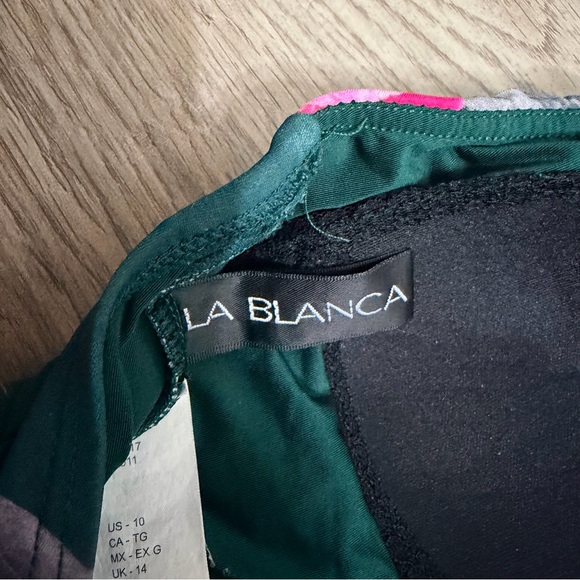 LA BLANCA
US - 10
CA - TG
MX - EX G
UK - 14